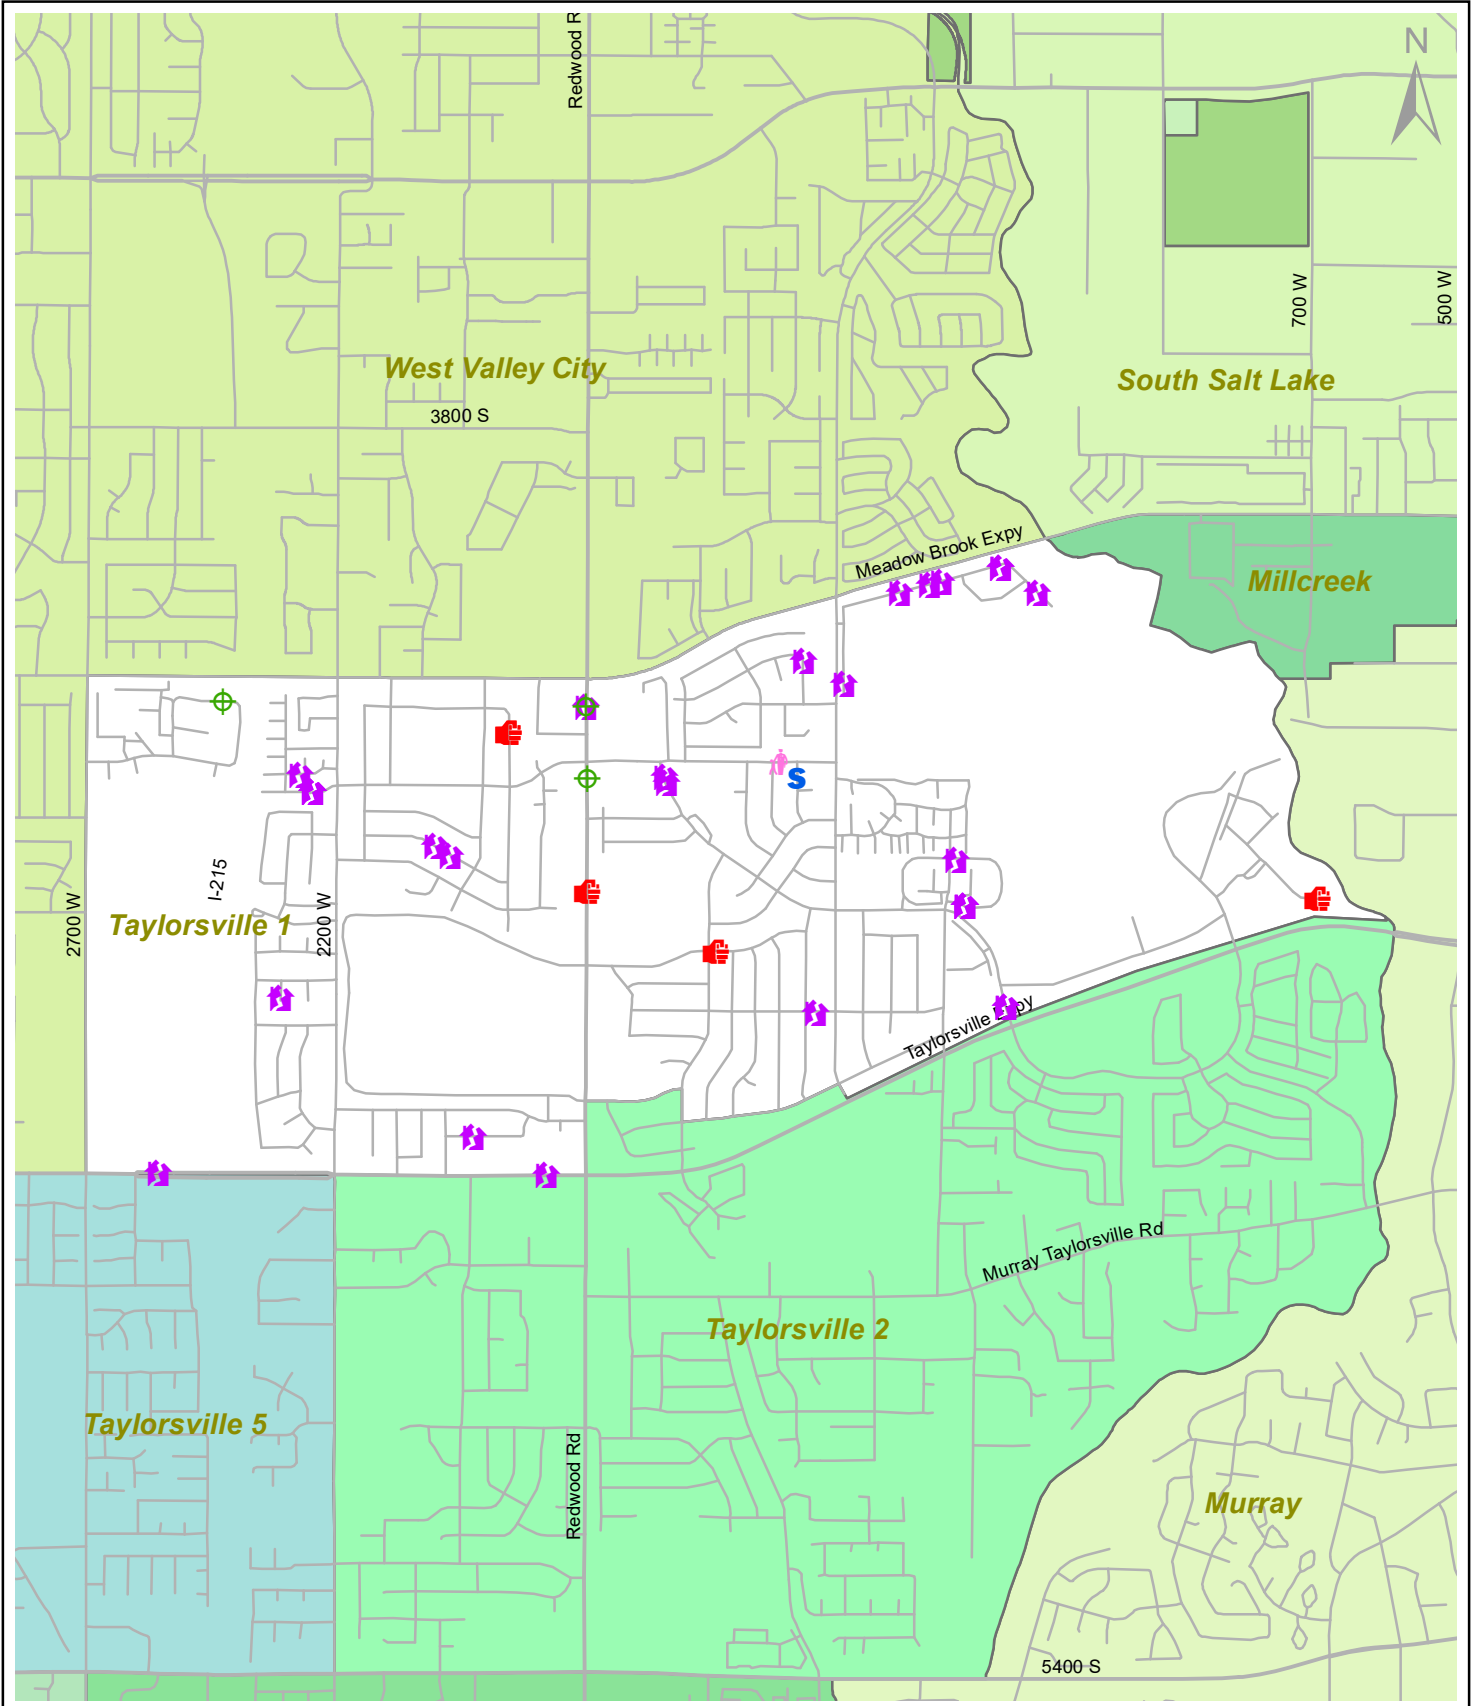 Redwood R
N
700 W
500 W
West Valley City
South Salt Lake
3800 S
Meadow Brook Expy
Millcreek
S
I-215
2700 W
2200 W
Taylorsville 1
Taylorsville Expy
Murray Taylorsville Rd
Taylorsville 2
Taylorsville 5
Redwood Rd
Murray
5400 S